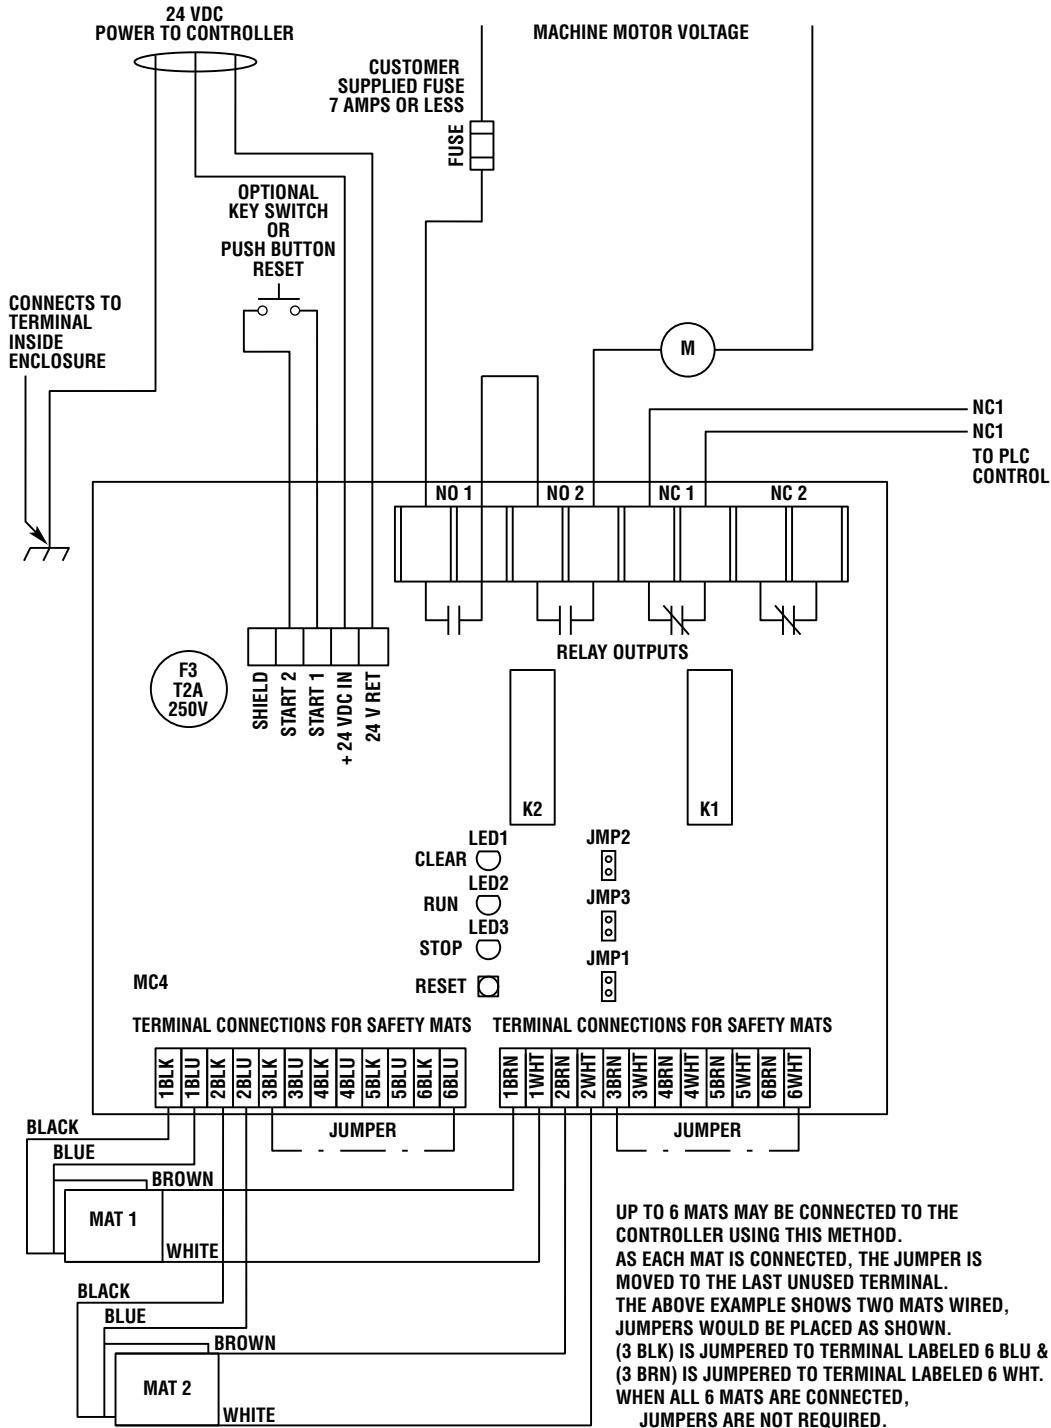 24 VDC
POWER TO CONTROLLER
MACHINE MOTOR VOLTAGE
CUSTOMER
SUPPLIED FUSE
7 AMPS OR LESS
FUSE
OPTIONAL
KEY SWITCH
OR
PUSH BUTTON
RESET
CONNECTS TO
TERMINAL
INSIDE
ENCLOSURE
M
NC1
NC1
TO PLC
CONTROL
NO 1
NO 2
NC 1
NC 2
RELAY OUTPUTS
F3
T2A
250V
SHIELD
START 2
START 1
+ 24 VDC IN
24 V RET
K2
K1
LED1
CLEAR
LED2
RUN
LED3
STOP
RESET
JMP2
JMP3
JMP1
MC4
TERMINAL CONNECTIONS FOR SAFETY MATS
TERMINAL CONNECTIONS FOR SAFETY MATS
1BLK
1BLU
2BLK
2BLU
3BLK
3BLU
4BLK
4BLU
5BLK
5BLU
6BLK
6BLU
1BRN
1WHT
2BRN
2WHT
3BRN
3WHT
4BRN
4WHT
5BRN
5WHT
6BRN
6WHT
JUMPER
JUMPER
BLACK
BLUE
BROWN
MAT 1
WHITE
BLACK
BLUE
BROWN
MAT 2
WHITE
UP TO 6 MATS MAY BE CONNECTED TO THE
CONTROLLER USING THIS METHOD.
AS EACH MAT IS CONNECTED, THE JUMPER IS
MOVED TO THE LAST UNUSED TERMINAL.
THE ABOVE EXAMPLE SHOWS TWO MATS WIRED,
JUMPERS WOULD BE PLACED AS SHOWN.
(3 BLK) IS JUMPERED TO TERMINAL LABELED 6 BLU &
(3 BRN) IS JUMPERED TO TERMINAL LABELED 6 WHT.
WHEN ALL 6 MATS ARE CONNECTED,
JUMPERS ARE NOT REQUIRED.